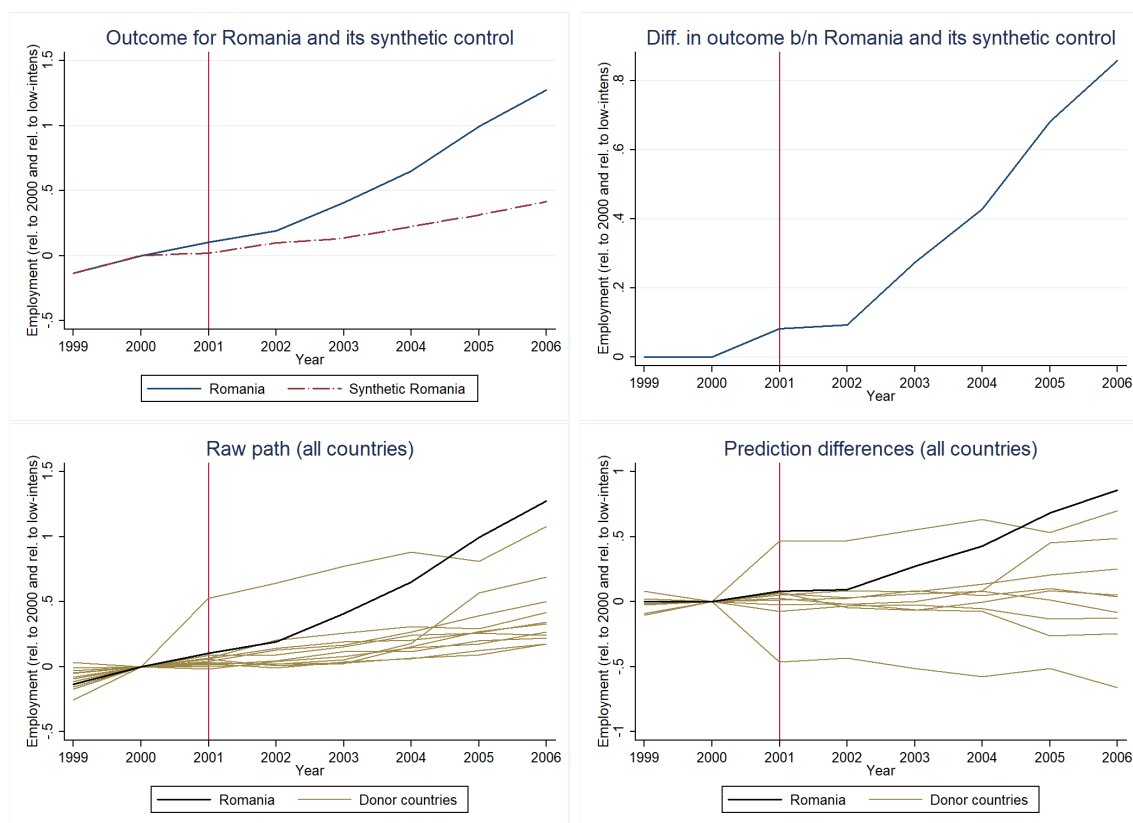 Outcome for Romania and its synthetic control
Employment (rel. to 2000 and rel. to low-intens)
1.5
1
.5
0
-.5
1999 2000 2001 2002 2003 2004 2005 2006
Year
Romania Synthetic Romania
Diff. in outcome b/n Romania and its synthetic control
Employment (rel. to 2000 and rel. to low-intens)
.8
.6
.4
.2
0
1999 2000 2001 2002 2003 2004 2005 2006
Year
Raw path (all countries)
Employment (rel. to 2000 and rel. to low-intens)
1.5
1
.5
0
-.5
1999 2000 2001 2002 2003 2004 2005 2006
Year
Romania Donor countries
Prediction differences (all countries)
Employment (rel. to 2000 and rel. to low-intens)
1
.5
0
-.5
-1
1999 2000 2001 2002 2003 2004 2005 2006
Year
Romania Donor countries